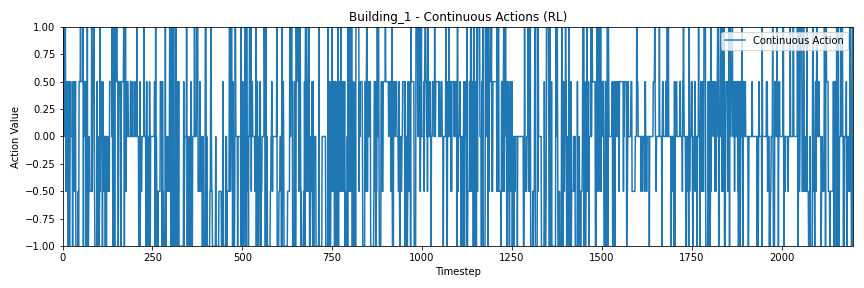 Building_1 - Continuous Actions (RL)
Continuous Action
Action Value
1.00
0.75
0.50
0.25
0.00
−0.25
−0.50
−0.75
−1.00
0 250 500 750 1000 1250 1500 1750 2000
Timestep